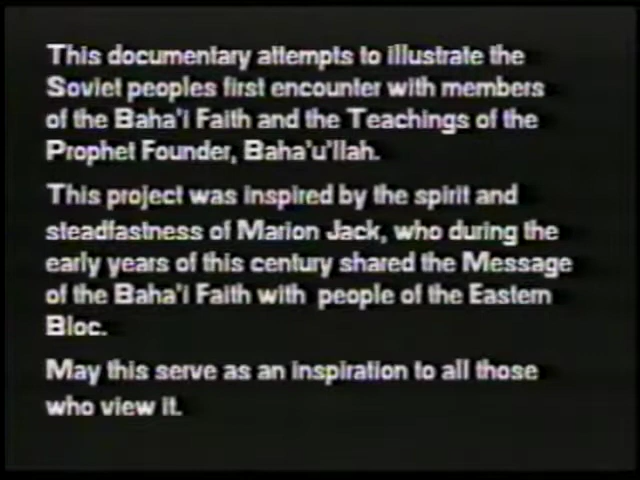 This documentary attempts to illustrate the
Soviet peoples first encounter with members
of the Baha'i Faith and the Teachings of the
Prophet Founder, Baha'u'llah.
This project was inspired by the spirit and
steadfastness of Marion Jack, who during the
early years of this century shared the Message
of the Baha'i Faith with people of the Eastern
Bloc.
May this serve as an inspiration to all those
who view it.